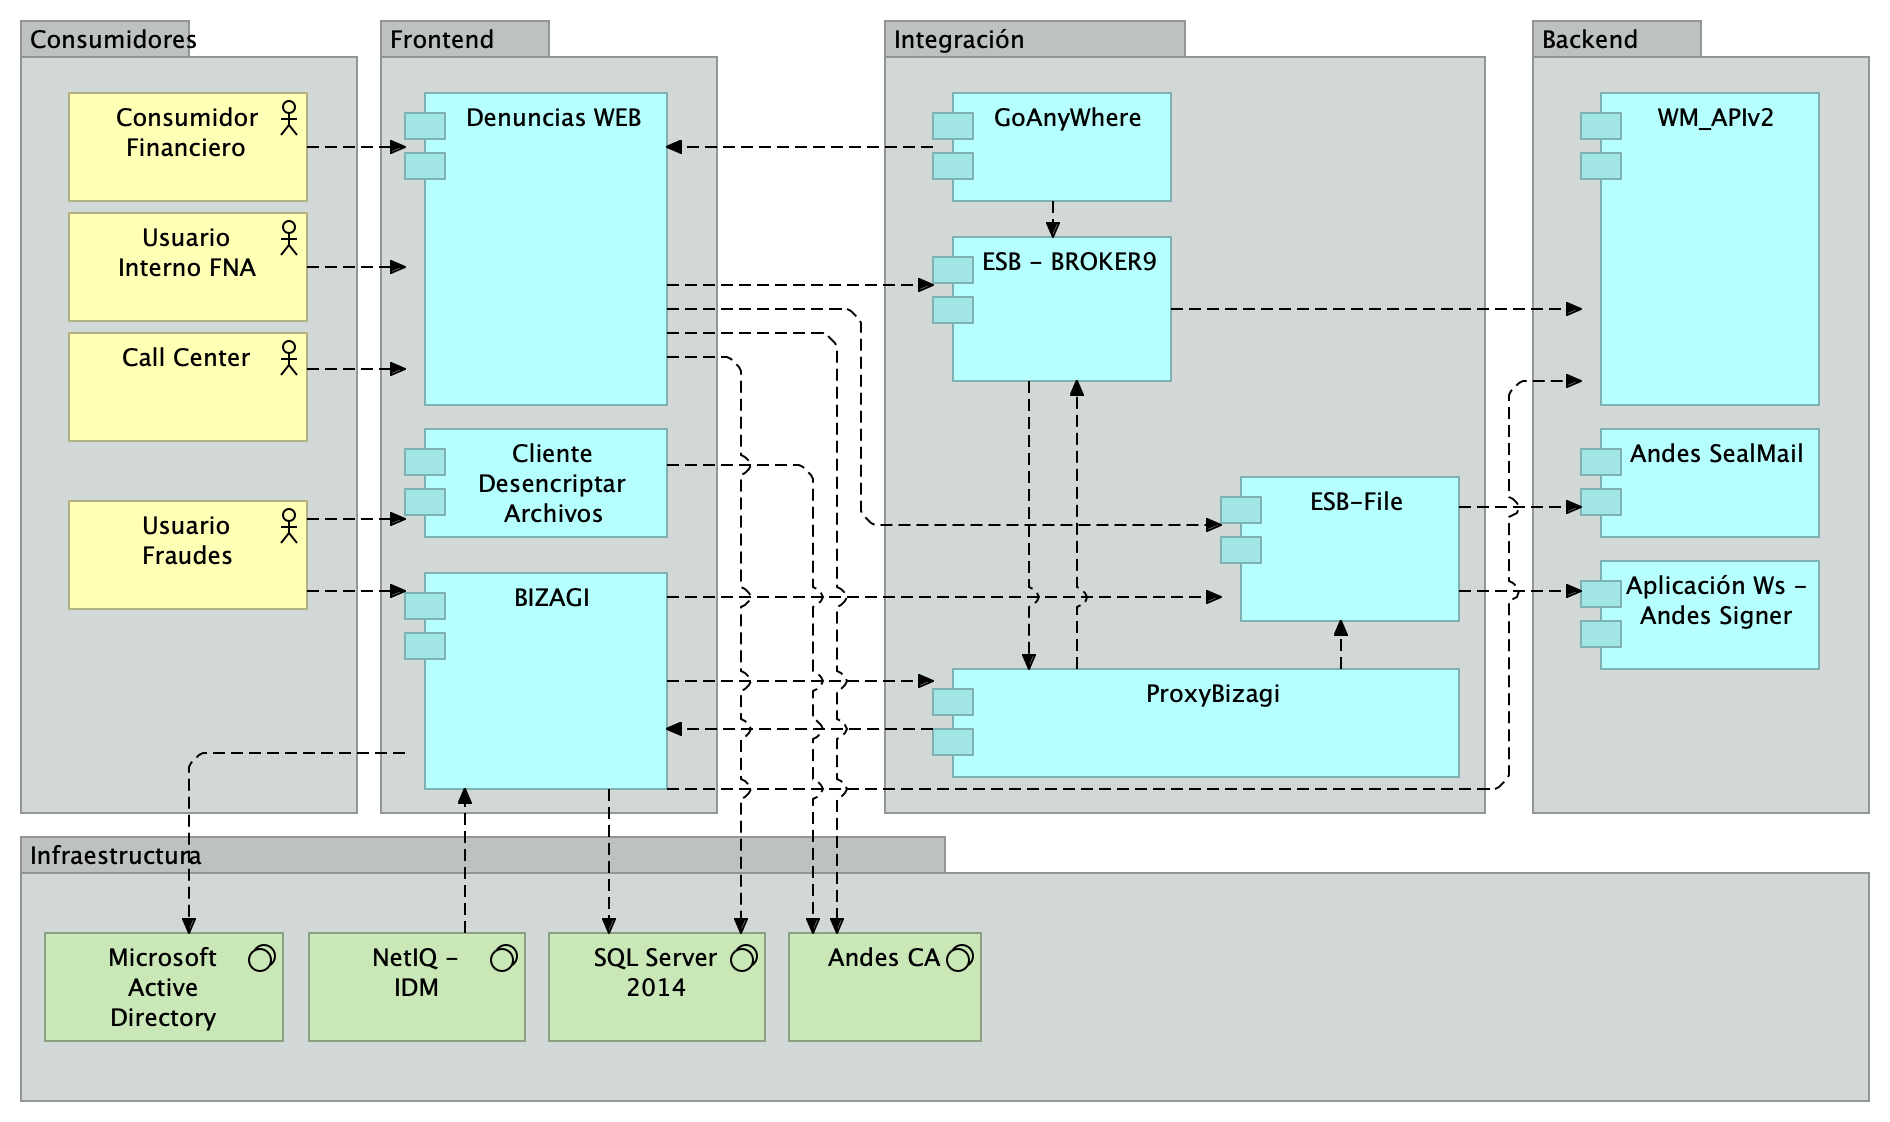 Consumidores
Consumidor
Financiero
Usuario
Interno FNA
Call Center
Usuario
Fraudes
Frontend
Denuncias WEB
Cliente
Desencriptar
Archivos
BIZAGI
Integración
GoAnyWhere
ESB - BROKER9
ESB-File
ProxyBizagi
Backend
WM_APIv2
Andes SealMail
Aplicación Ws -
Andes Signer
Infraestructura
Microsoft
Active
Directory
NetIQ -
IDM
SQL Server
2014
Andes CA